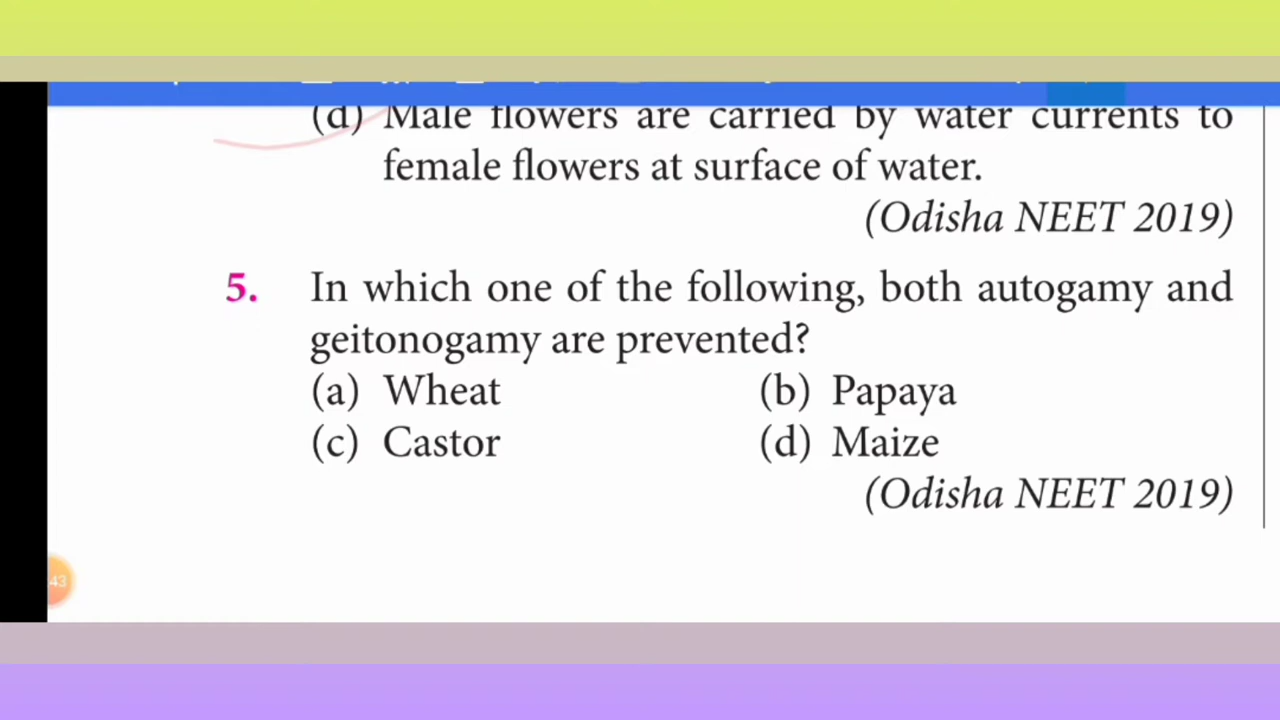 (d) Male flowers are carried by water currents to
female flowers at surface of water.
(Odisha NEET 2019)
5. In which one of the following, both autogamy and
geitonogamy are prevented?
(a) Wheat (b) Papaya
(c) Castor (d) Maize
(Odisha NEET 2019)
43